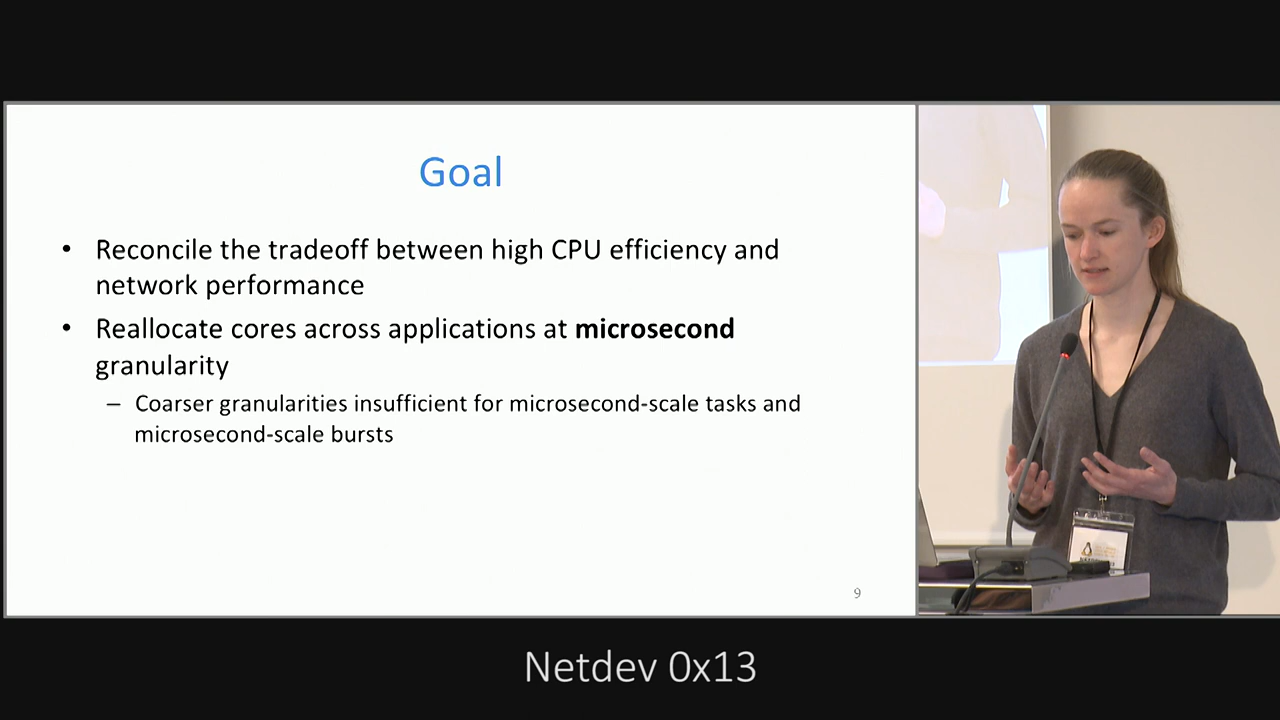 Goal
• Reconcile the tradeoff between high CPU efficiency and
network performance
• Reallocate cores across applications at microsecond
granularity
– Coarser granularities insufficient for microsecond-scale tasks and
microsecond-scale bursts
9
Netdev 0x13